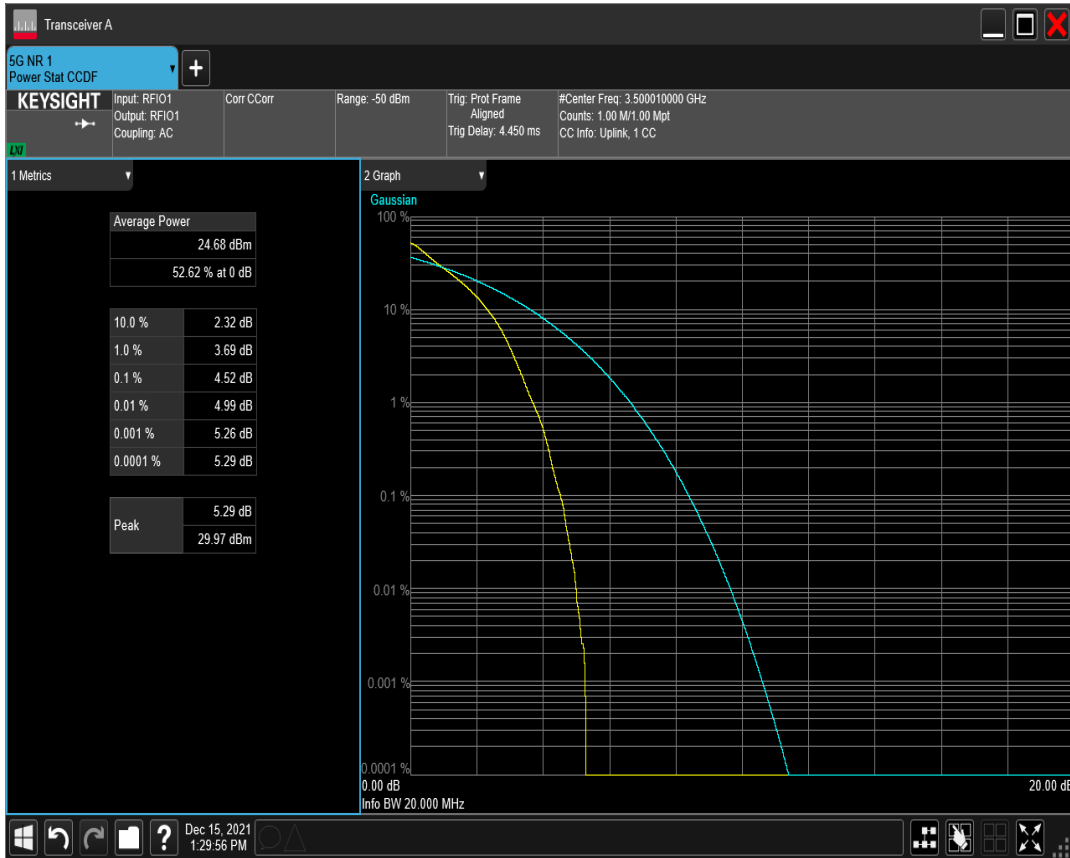 Transceiver A
5G NR 1
Power Stat CCDF
KEYSIGHT
LXI
Input: RFIO1
Output: RFIO1
Coupling: AC
Corr CCorr
Range: -50 dBm
Trig: Prot Frame
Aligned
Trig Delay: 4.450 ms
#Center Freq: 3.500010000 GHz
Counts: 1.00 M/1.00 Mpt
CC Info: Uplink, 1 CC
1 Metrics
Average Power
24.68 dBm
52.62 % at 0 dB
10.0 % 2.32 dB
1.0 % 3.69 dB
0.1 % 4.52 dB
0.01 % 4.99 dB
0.001 % 5.26 dB
0.0001 % 5.29 dB
Peak
5.29 dB
29.97 dBm
2 Graph
Gaussian
100 %
10 %
1 %
0.1 %
0.01 %
0.001 %
0.0001 %
0.00 dB
20.00 dB
Info BW 20.000 MHz
?
Dec 15, 2021
1:29:56 PM